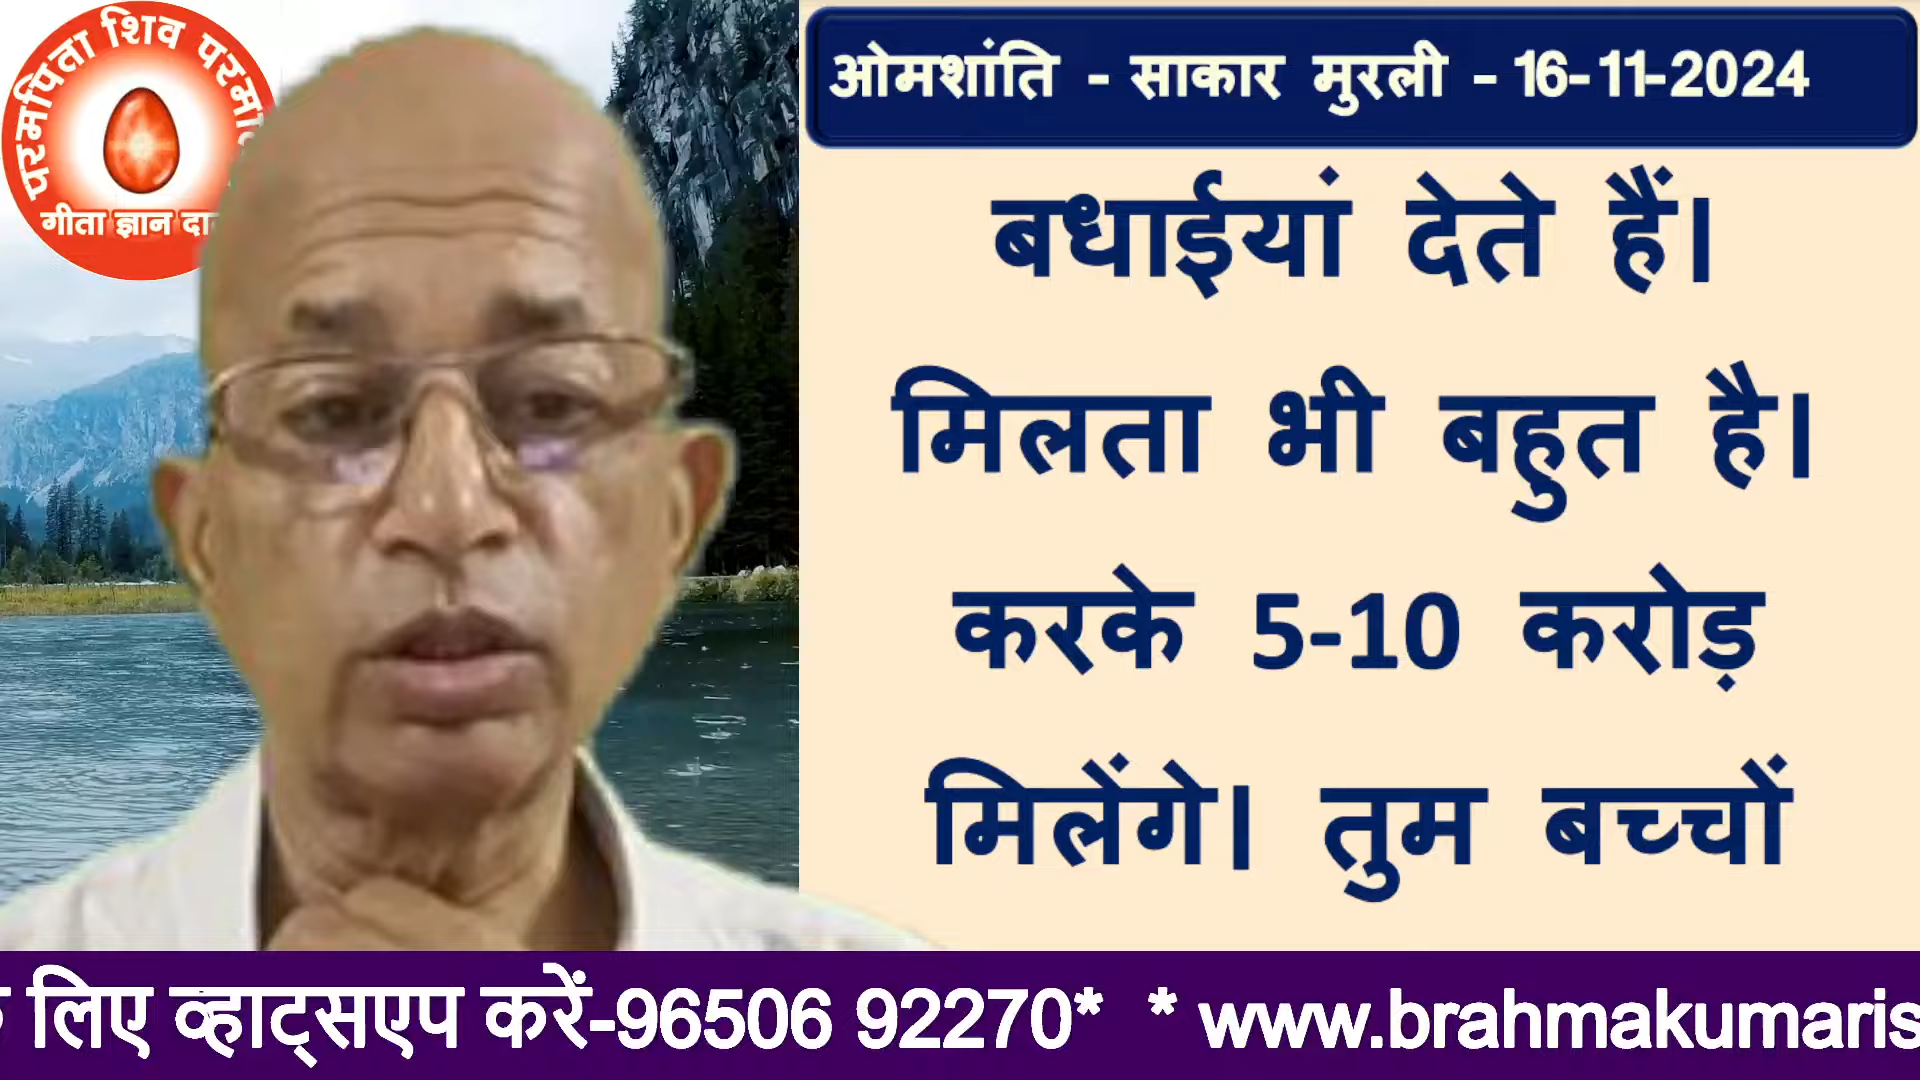 परमपिता शिव
गीता ज्ञान
ओमशांति - साकार मुरली - 16-11-2024
बधाईयां देते हैं।
मिलता भी बहुत है।
करके 5-10 करोड़
मिलेंगे। तुम बच्चों
लिए व्हाट्सएप करें-96506 92270* * www.brahmakumaris